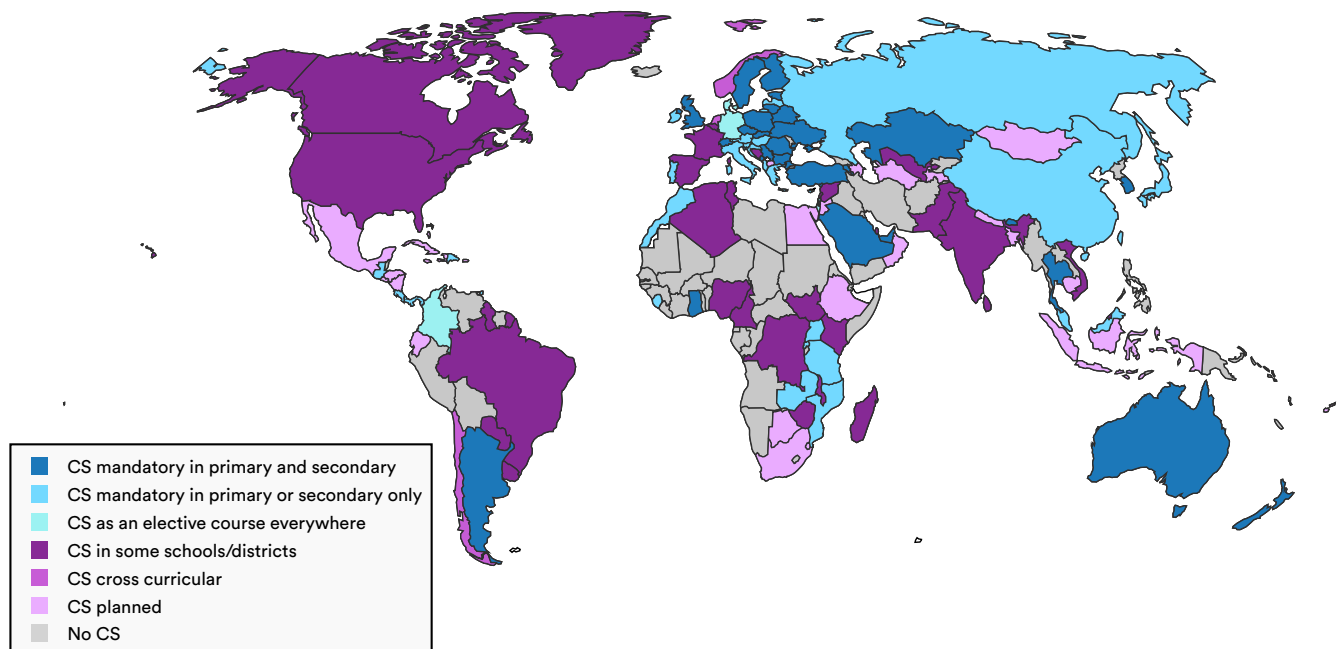 CS mandatory in primary and secondary
CS mandatory in primary or secondary only
CS as an elective course everywhere
CS in some schools/districts
CS cross curricular
CS planned
No CS